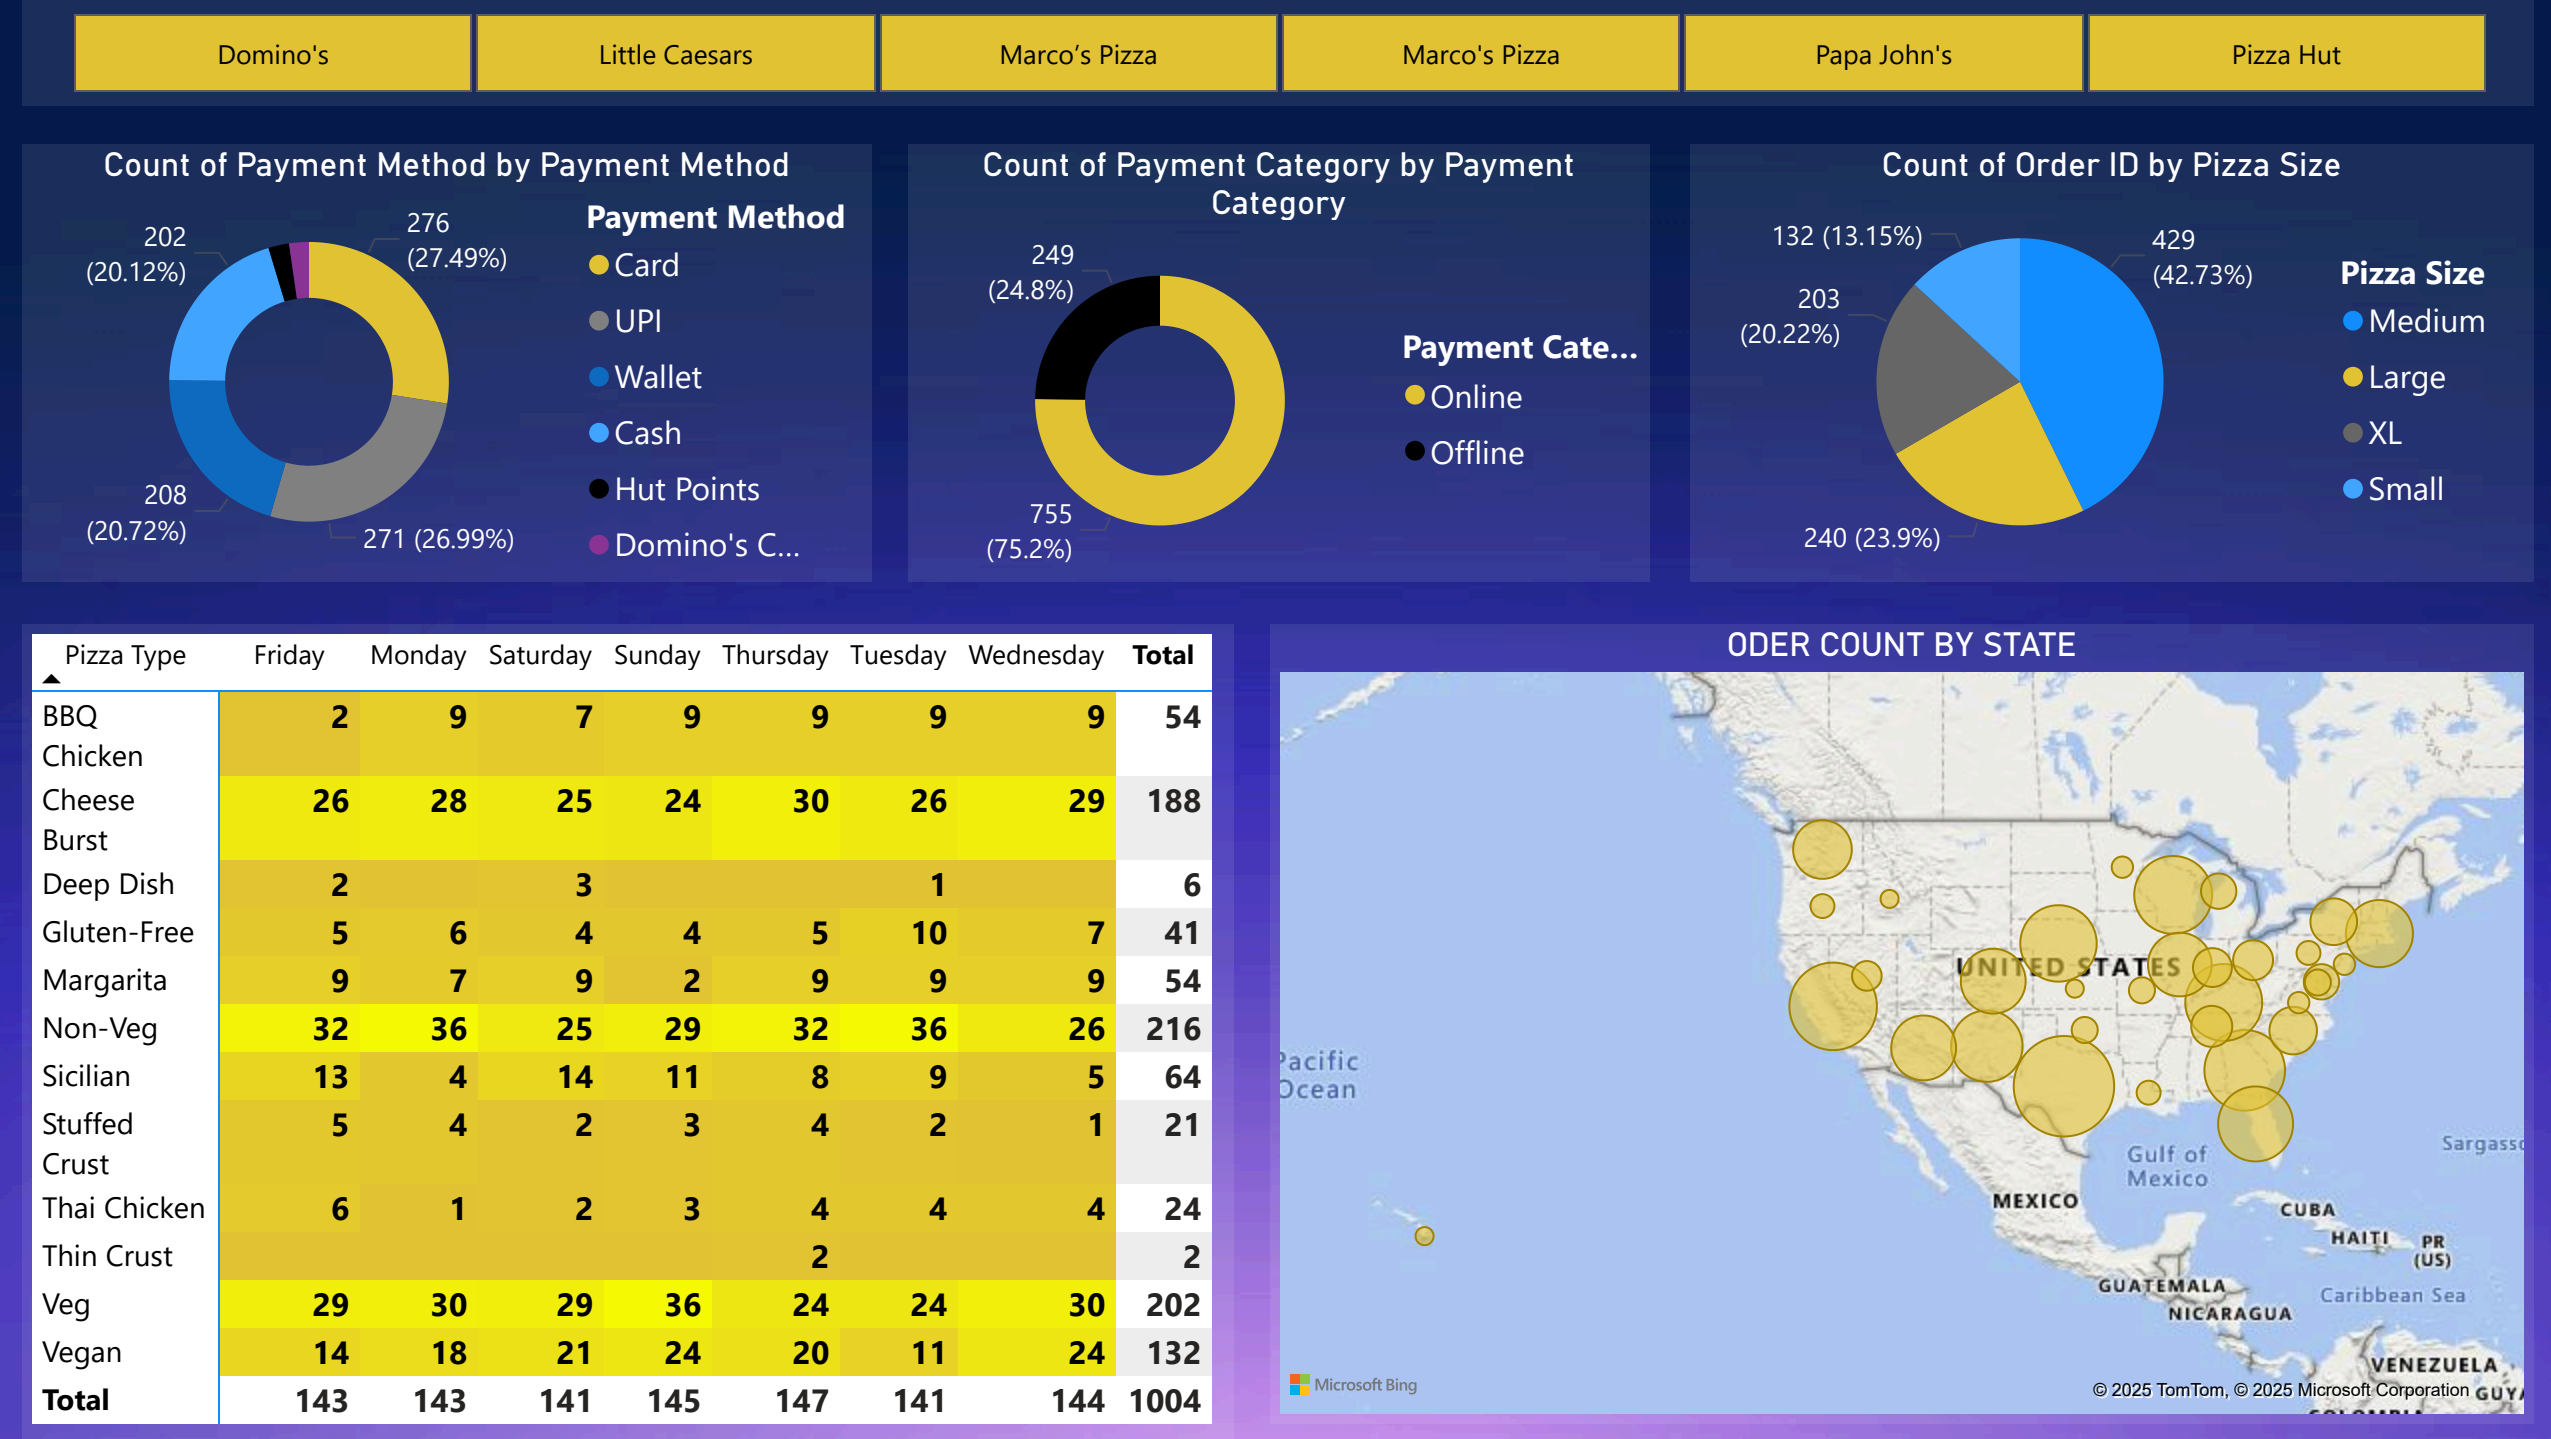 Domino's
Little Caesars
Marco’s Pizza
Marco's Pizza
Papa John's
Pizza Hut
Count of Payment Method by Payment Method
202
(20.12%)
276
(27.49%)
208
(20.72%)
271 (26.99%)
Payment Method
Card
UPI
Wallet
Cash
Hut Points
Domino's C...
Count of Payment Category by Payment
Category
249
(24.8%)
755
(75.2%)
Payment Cate...
Online
Offline
Count of Order ID by Pizza Size
132 (13.15%)
429
(42.73%)
203
(20.22%)
240 (23.9%)
Pizza Size
Medium
Large
XL
Small
Pizza Type Friday Monday Saturday Sunday Thursday Tuesday Wednesday Total
BBQ 2 9 7 9 9 9 9 54
Chicken
Cheese 26 28 25 24 30 26 29 188
Burst
Deep Dish 2 3 1 6
Gluten-Free 5 6 4 4 5 10 7 41
Margarita 9 7 9 2 9 9 9 54
Non-Veg 32 36 25 29 32 36 26 216
Sicilian 13 4 14 11 8 9 5 64
Stuffed 5 4 2 3 4 2 1 21
Crust
Thai Chicken 6 1 2 3 4 4 4 24
Thin Crust 2 2
Veg 29 30 29 36 24 24 30 202
Vegan 14 18 21 24 20 11 24 132
Total 143 143 141 145 147 141 144 1004
ODER COUNT BY STATE
UNITED STATES
Pacific
Ocean
Gulf of
Mexico
Sargasso
MEXICO
CUBA
HAITI
PR
(US)
GUATEMALA
Caribbean Sea
NICARAGUA
VENEZUELA
Microsoft Bing
© 2025 TomTom, © 2025 Microsoft Corporation